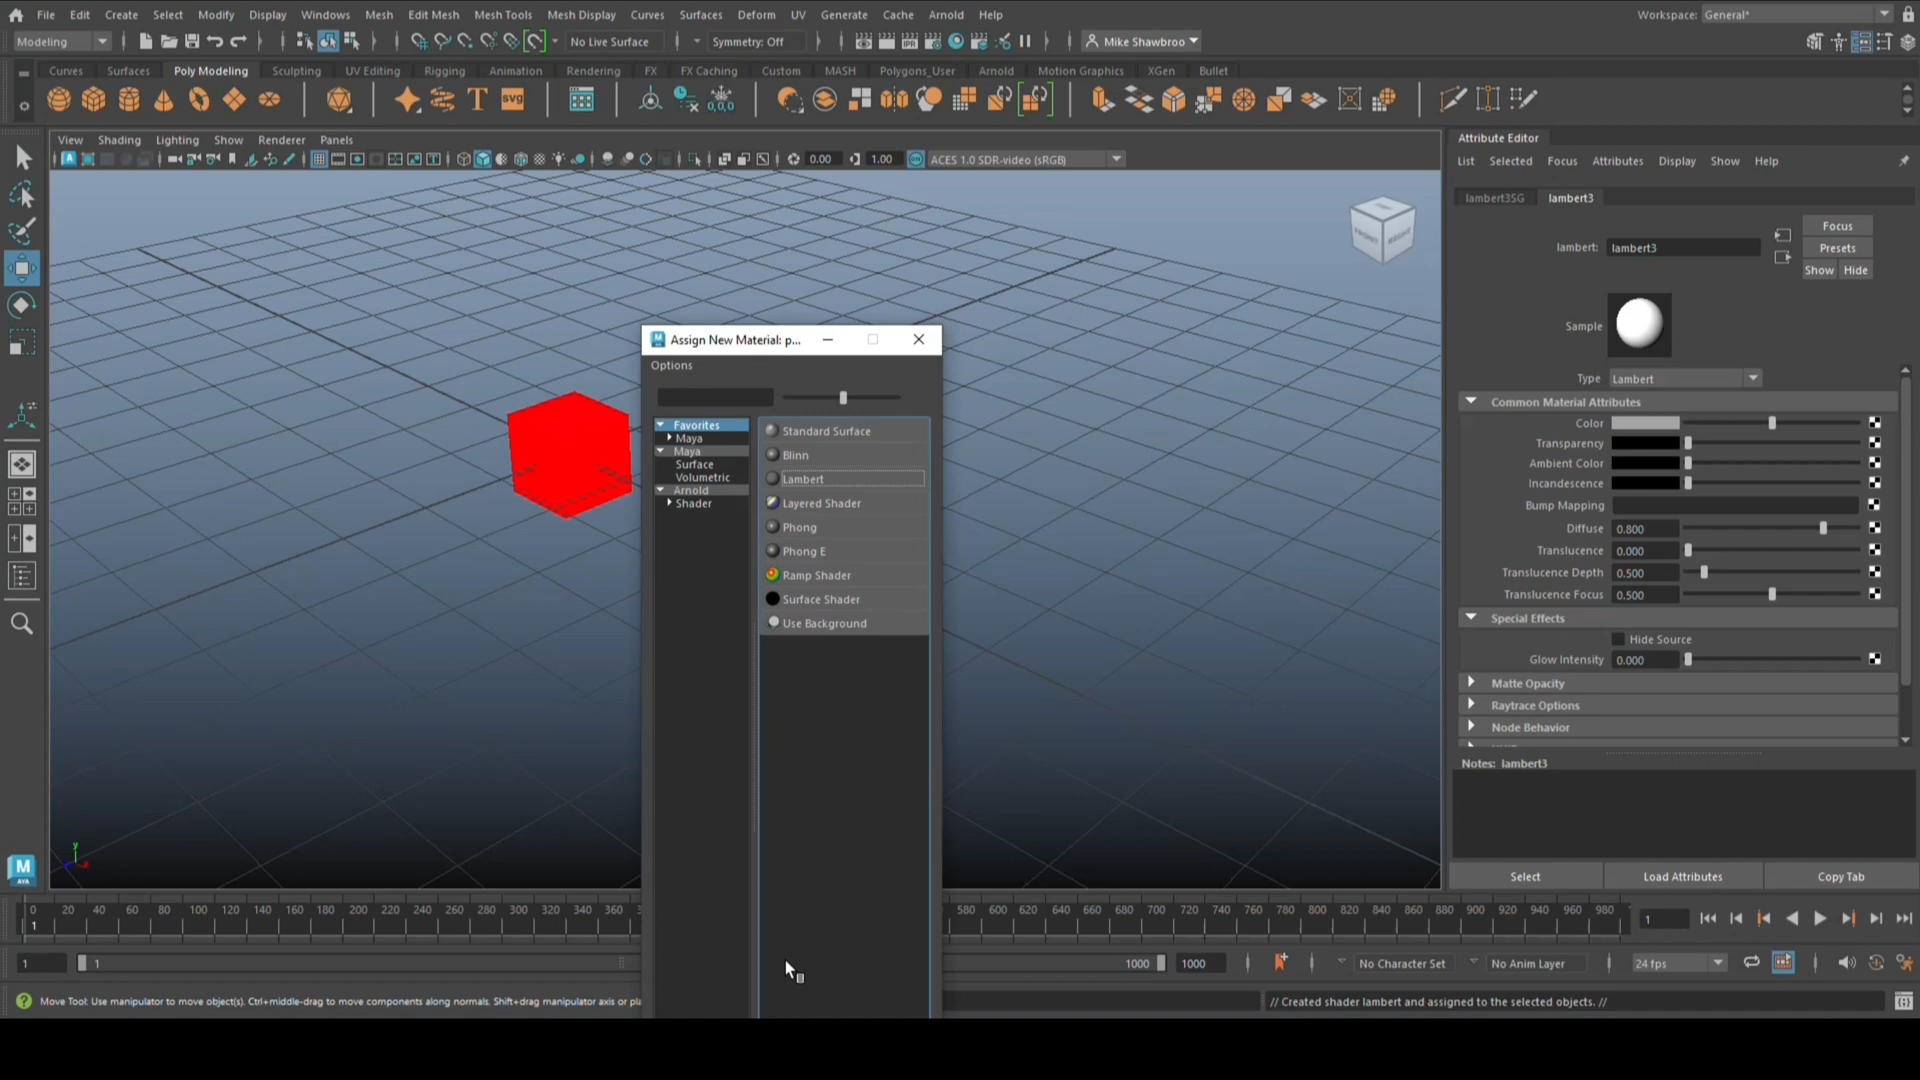 File Edit Create Select Modify Display Windows Mesh Edit Mesh Mesh Tools Mesh Display Curves Surfaces Deform UV Generate Cache Arnold Help Workspace: General*
Modeling No Live Surface Symmetry: Off Mike Shawbroo
Curves Surfaces Poly Modeling Sculpting UV Editing Rigging Animation Rendering FX FX Caching Custom MASH Polygons_User Arnold Motion Graphics XGen Bullet
SVG 0,0,0
View Shading Lighting Show Renderer Panels
0.00 1.00 ON ACES 1.0 SDR-video (sRGB)
FRONT RIGHT
Assign New Material: p...
Options
Favorites
Maya
Maya
Surface
Volumetric
Arnold
Shader
Standard Surface
Blinn
Lambert
Layered Shader
Phong
Phong E
Ramp Shader
Surface Shader
Use Background
Attribute Editor
List Selected Focus Attributes Display Show Help
lambert3SG lambert3
Focus
lambert: lambert3 Presets
Show Hide
Sample
Type Lambert
Common Material Attributes
Color
Transparency
Ambient Color
Incandescence
Bump Mapping
Diffuse 0.800
Translucence 0.000
Translucence Depth 0.500
Translucence Focus 0.500
Special Effects
Hide Source
Glow Intensity 0.000
Matte Opacity
Raytrace Options
Node Behavior
Notes: lambert3
Select Load Attributes Copy Tab
y
M
AYA
0 20 40 60 80 100 120 140 160 180 200 220 240 260 280 300 320 340 360 580 600 620 640 660 680 700 720 740 760 780 800 820 840 860 880 900 920 940 960 980
1 1
1 1 1000 1000 No Character Set No Anim Layer 24 fps
Move Tool: Use manipulator to move object(s). Ctrl+middle-drag to move components along normals. Shift+drag manipulator axis or pla
// Created shader lambert and assigned to the selected objects. //